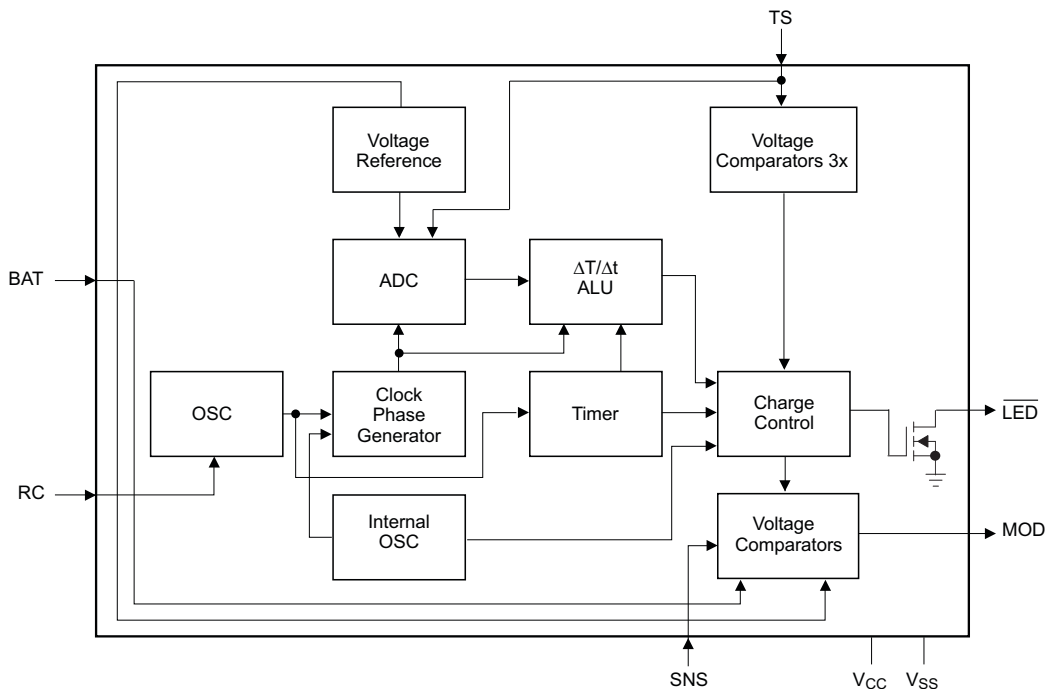 TS
Voltage
Reference
Voltage
Comparators 3x
BAT
ADC
ΔT/Δt
ALU
OSC
Clock
Phase
Generator
Timer
Charge
Control
LED
RC
Internal
OSC
Voltage
Comparators
MOD
SNS
VCC
VSS